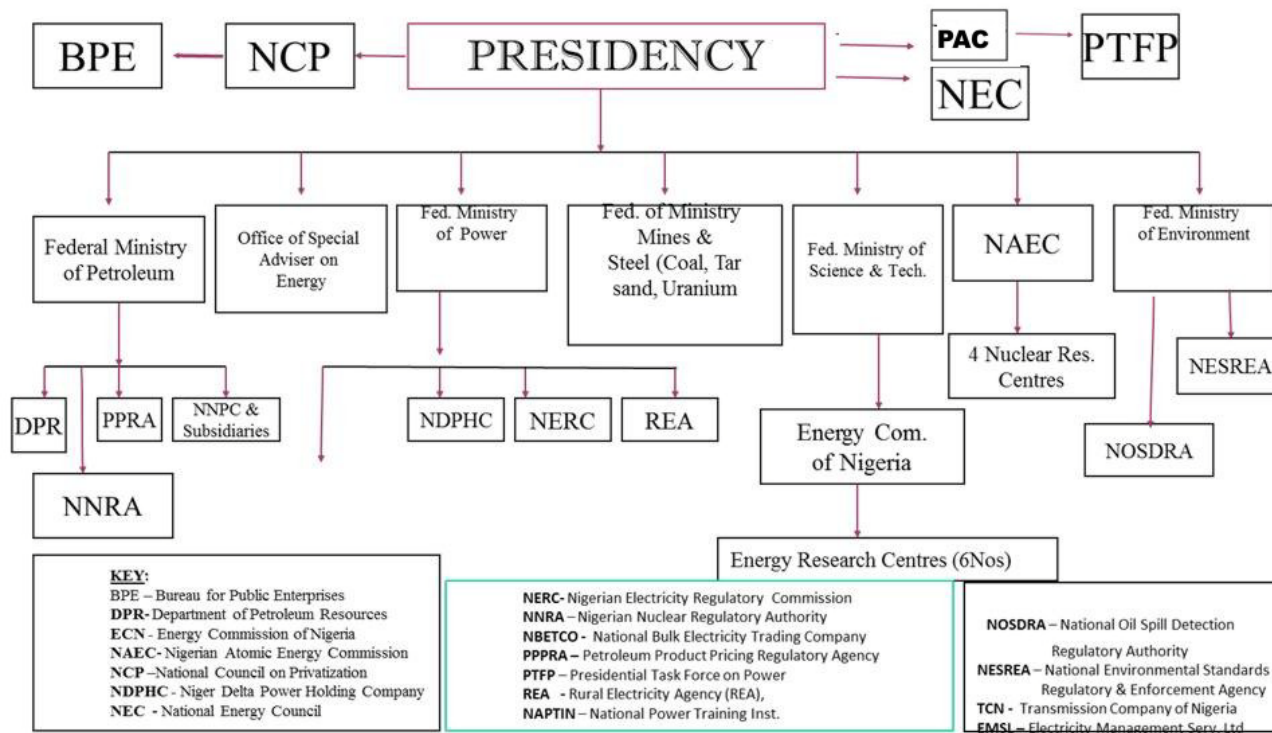 BPE
NCP
PRESIDENCY
PAC
PTFP
NEC
Federal Ministry
of Petroleum
Office of Special
Adviser on
Energy
Fed. Ministry
of Power
Fed. of Ministry
Mines &
Steel (Coal, Tar
sand, Uranium
Fed. Ministry of
Science & Tech.
NAEC
Fed. Ministry
of Environment
DPR
PPRA
NNPC &
Subsidiaries
NNRA
NDPHC
NERC
REA
Energy Com.
of Nigeria
4 Nuclear Res.
Centres
NESREA
NOSDRA
Energy Research Centres (6Nos)
KEY:
BPE – Bureau for Public Enterprises
DPR- Department of Petroleum Resources
ECN - Energy Commission of Nigeria
NAEC- Nigerian Atomic Energy Commission
NCP –National Council on Privatization
NDPHC - Niger Delta Power Holding Company
NEC - National Energy Council
NERC- Nigerian Electricity Regulatory Commission
NNRA – Nigerian Nuclear Regulatory Authority
NBETCO - National Bulk Electricity Trading Company
PPPRA – Petroleum Product Pricing Regulatory Agency
PTFP – Presidential Task Force on Power
REA - Rural Electricity Agency (REA),
NAPTIN – National Power Training Inst.
NOSDRA – National Oil Spill Detection
Regulatory Authority
NESREA – National Environmental Standards
Regulatory & Enforcement Agency
TCN - Transmission Company of Nigeria
EMSL – Electricity Management Serv. Ltd